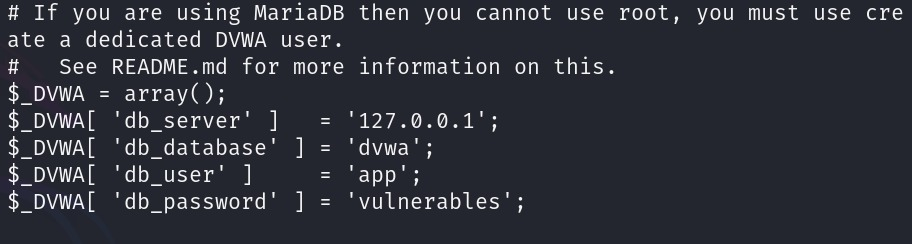 # If you are using MariaDB then you cannot use root, you must use cre
ate a dedicated DVWA user.
#   See README.md for more information on this.
$_DVWA = array();
$_DVWA[ 'db_server' ]   = '127.0.0.1';
$_DVWA[ 'db_database' ] = 'dvwa';
$_DVWA[ 'db_user' ]     = 'app';
$_DVWA[ 'db_password' ] = 'vulnerables';